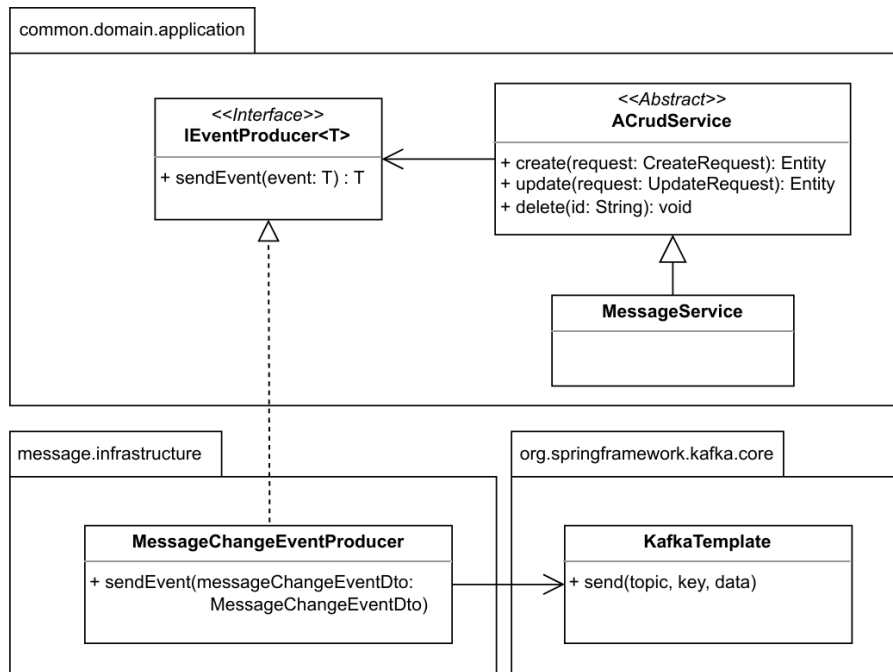 common.domain.application
<<Interface>>
IEventProducer<T>
+ sendEvent(event: T) : T
<<Abstract>>
ACrudService
+ create(request: CreateRequest): Entity
+ update(request: UpdateRequest): Entity
+ delete(id: String): void
MessageService
message.infrastructure
MessageChangeEventProducer
+ sendEvent(messageChangeEventDto:
MessageChangeEventDto)
org.springframework.kafka.core
KafkaTemplate
+ send(topic, key, data)